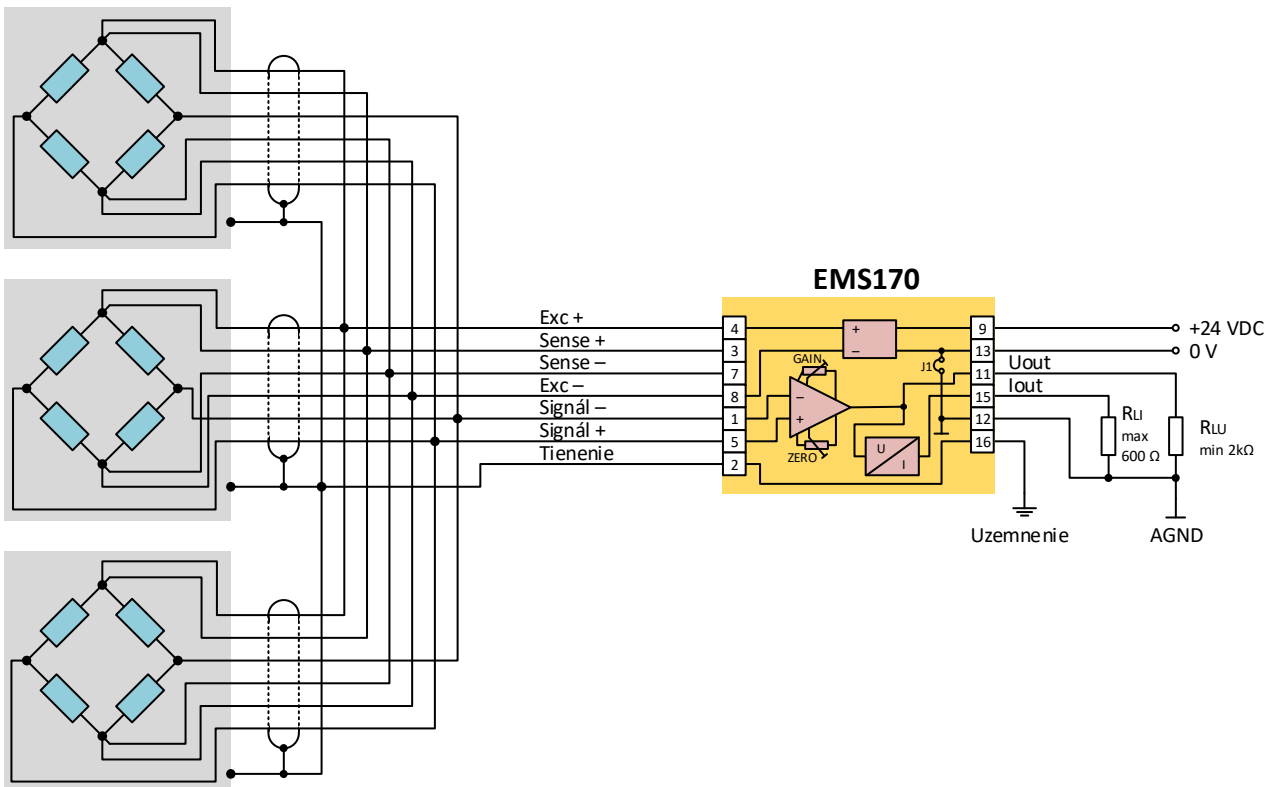 EMS170
Exc +
Sense +
Sense –
Exc –
Signál –
Signál +
Tienenie
4
3
7
8
1
5
2
+
–
GAIN
–
+
ZERO
J1
U
I
9
13
11
15
12
16
+24 VDC
0 V
Uout
Iout
RLI
max
600 Ω
RLU
min 2kΩ
Uzemnenie
AGND